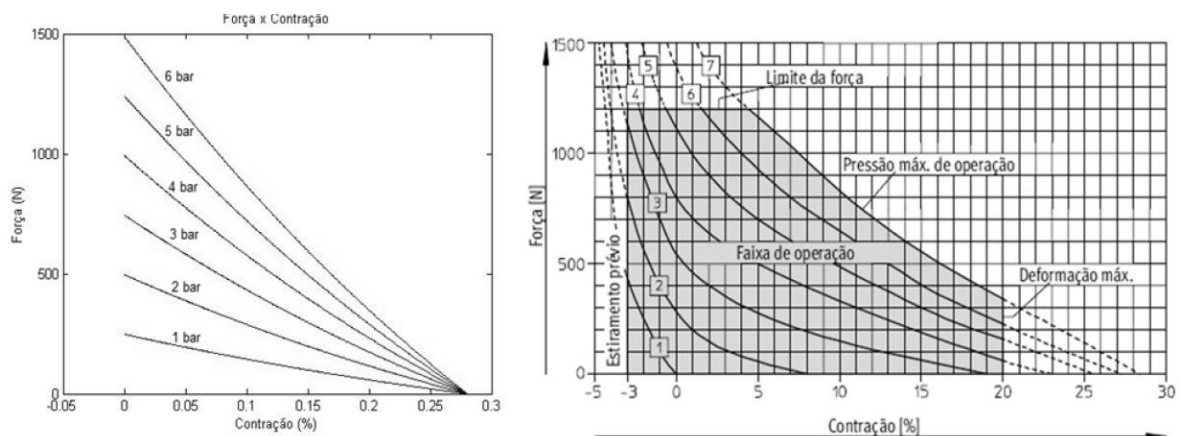 Força x Contração
1500
1000
500
0
Força (N)
6 bar
5 bar
4 bar
3 bar
2 bar
1 bar
-0.05 0 0.05 0.1 0.15 0.2 0.25 0.3
Contração (%)
1500
1000
500
0
Força [N]
Estiramento prévio
1
2
3
4
5
6
7
Limite da força
Pressão máx. de operação
Faixa de operação
Deformação máx.
-5 -3 0 5 10 15 20 25 30
Contração [%]